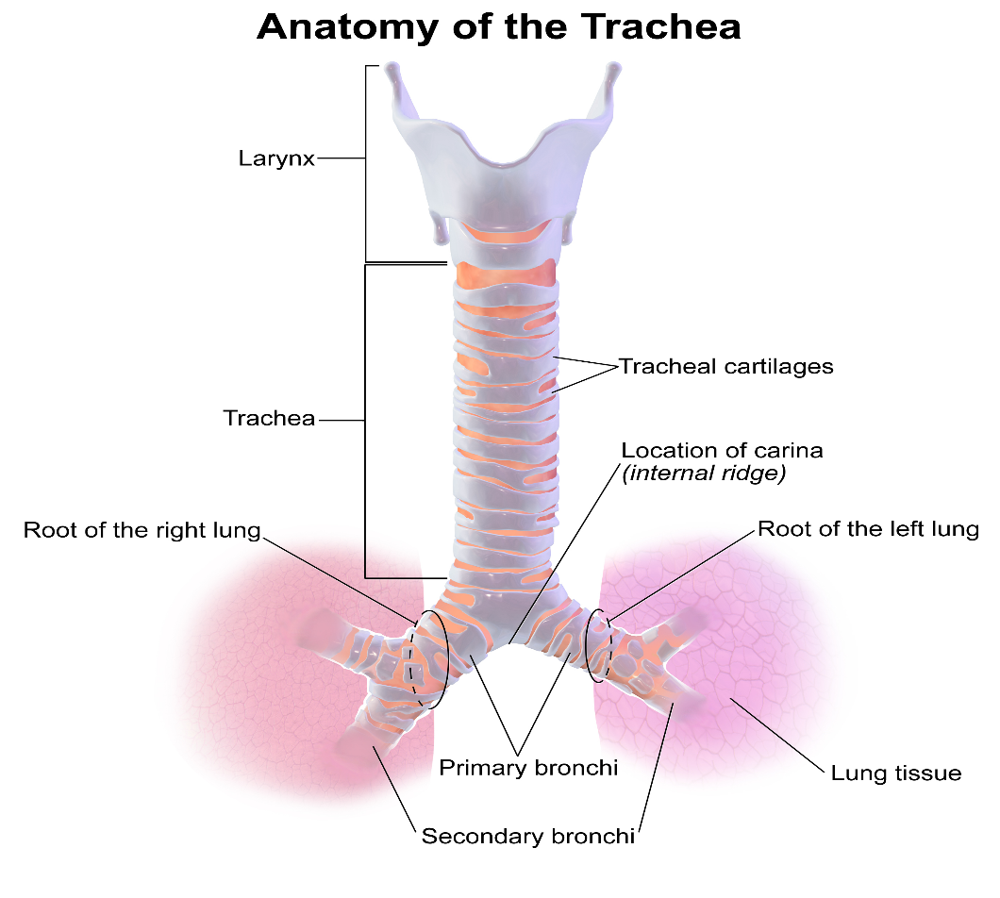 Anatomy of the Trachea
Larynx
Tracheal cartilages
Trachea
Location of carina
(internal ridge)
Root of the right lung
Root of the left lung
Primary bronchi
Lung tissue
Secondary bronchi